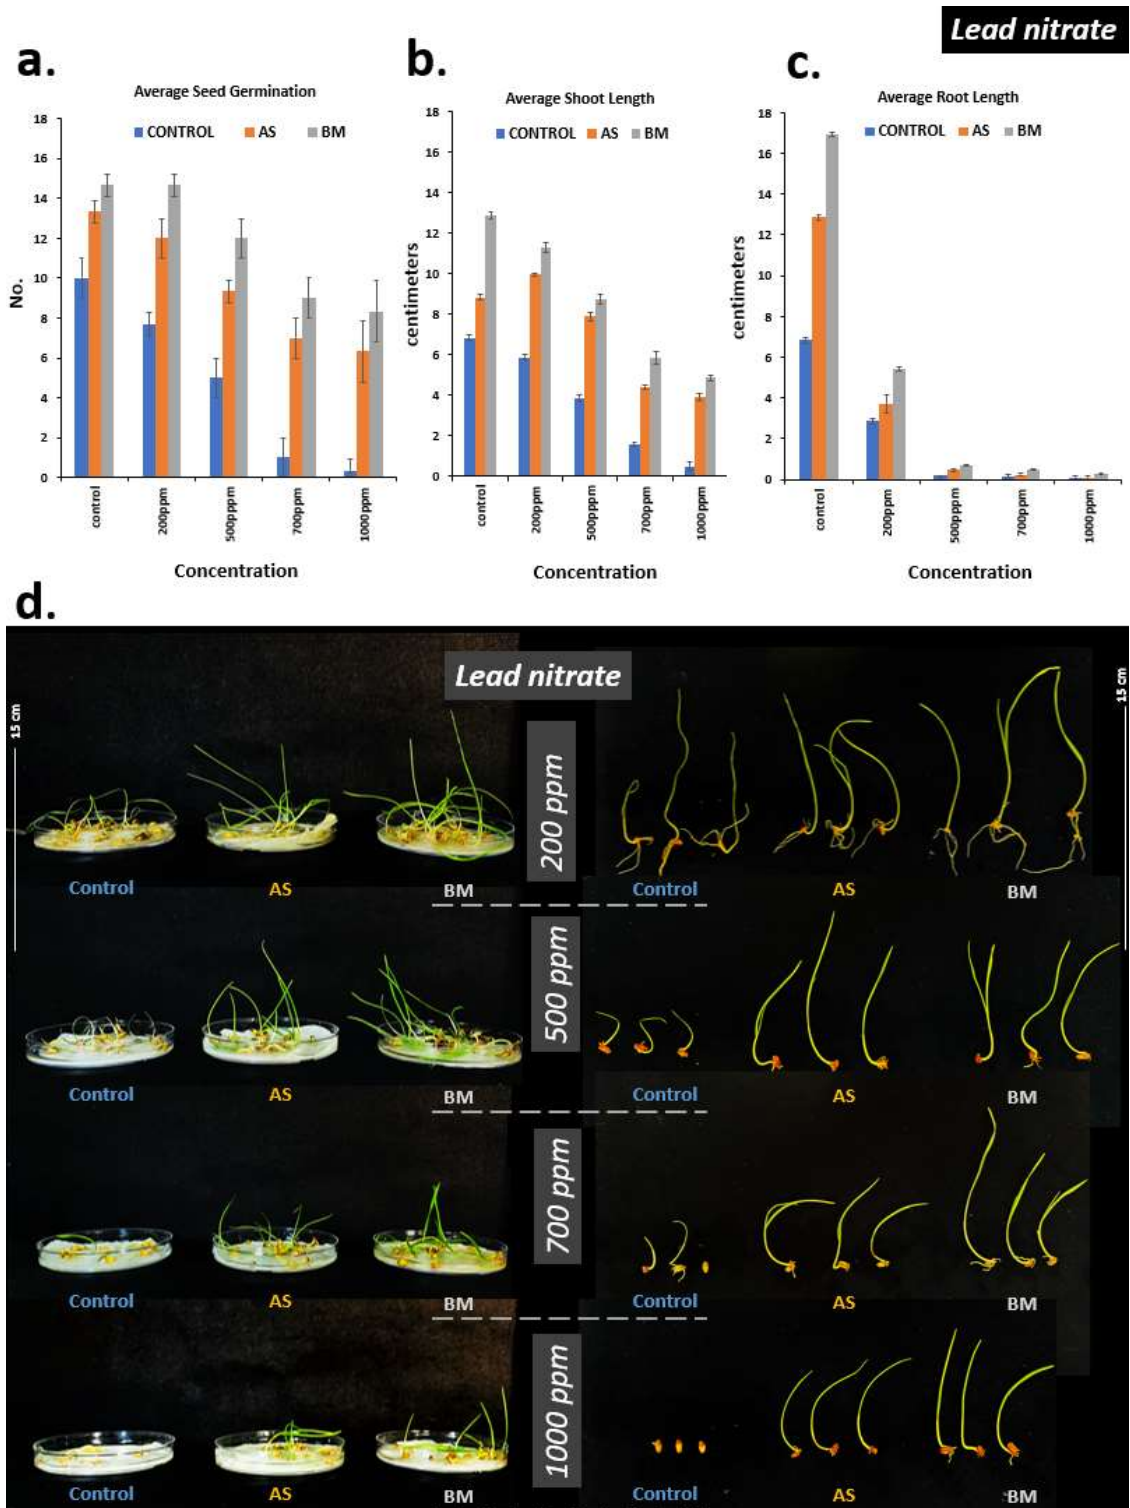 Lead nitrate
a.
Average Seed Germination
CONTROL AS BM
18
16
14
12
10
8
6
4
2
0
No.
control
200ppm
500ppm
700ppm
1000ppm
Concentration
b.
Average Shoot Length
CONTROL AS BM
18
16
14
12
10
8
6
4
2
0
centimeters
control
200ppm
500pppm
700ppm
1000ppm
Concentration
c.
Average Root Length
CONTROL AS BM
18
16
14
12
10
8
6
4
2
0
centimeters
control
200ppm
500pppm
700ppm
1000ppm
Concentration
d.
Lead nitrate
15 cm
15 cm
200 ppm
Control AS BM Control AS BM
500 ppm
Control AS BM Control AS BM
700 ppm
Control AS BM Control AS BM
1000 ppm
Control AS BM Control AS BM